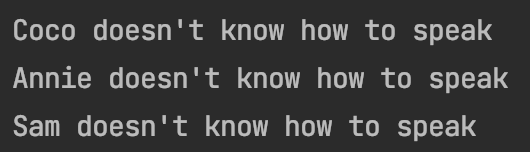 Coco doesn't know how to speak
Annie doesn't know how to speak
Sam doesn't know how to speak